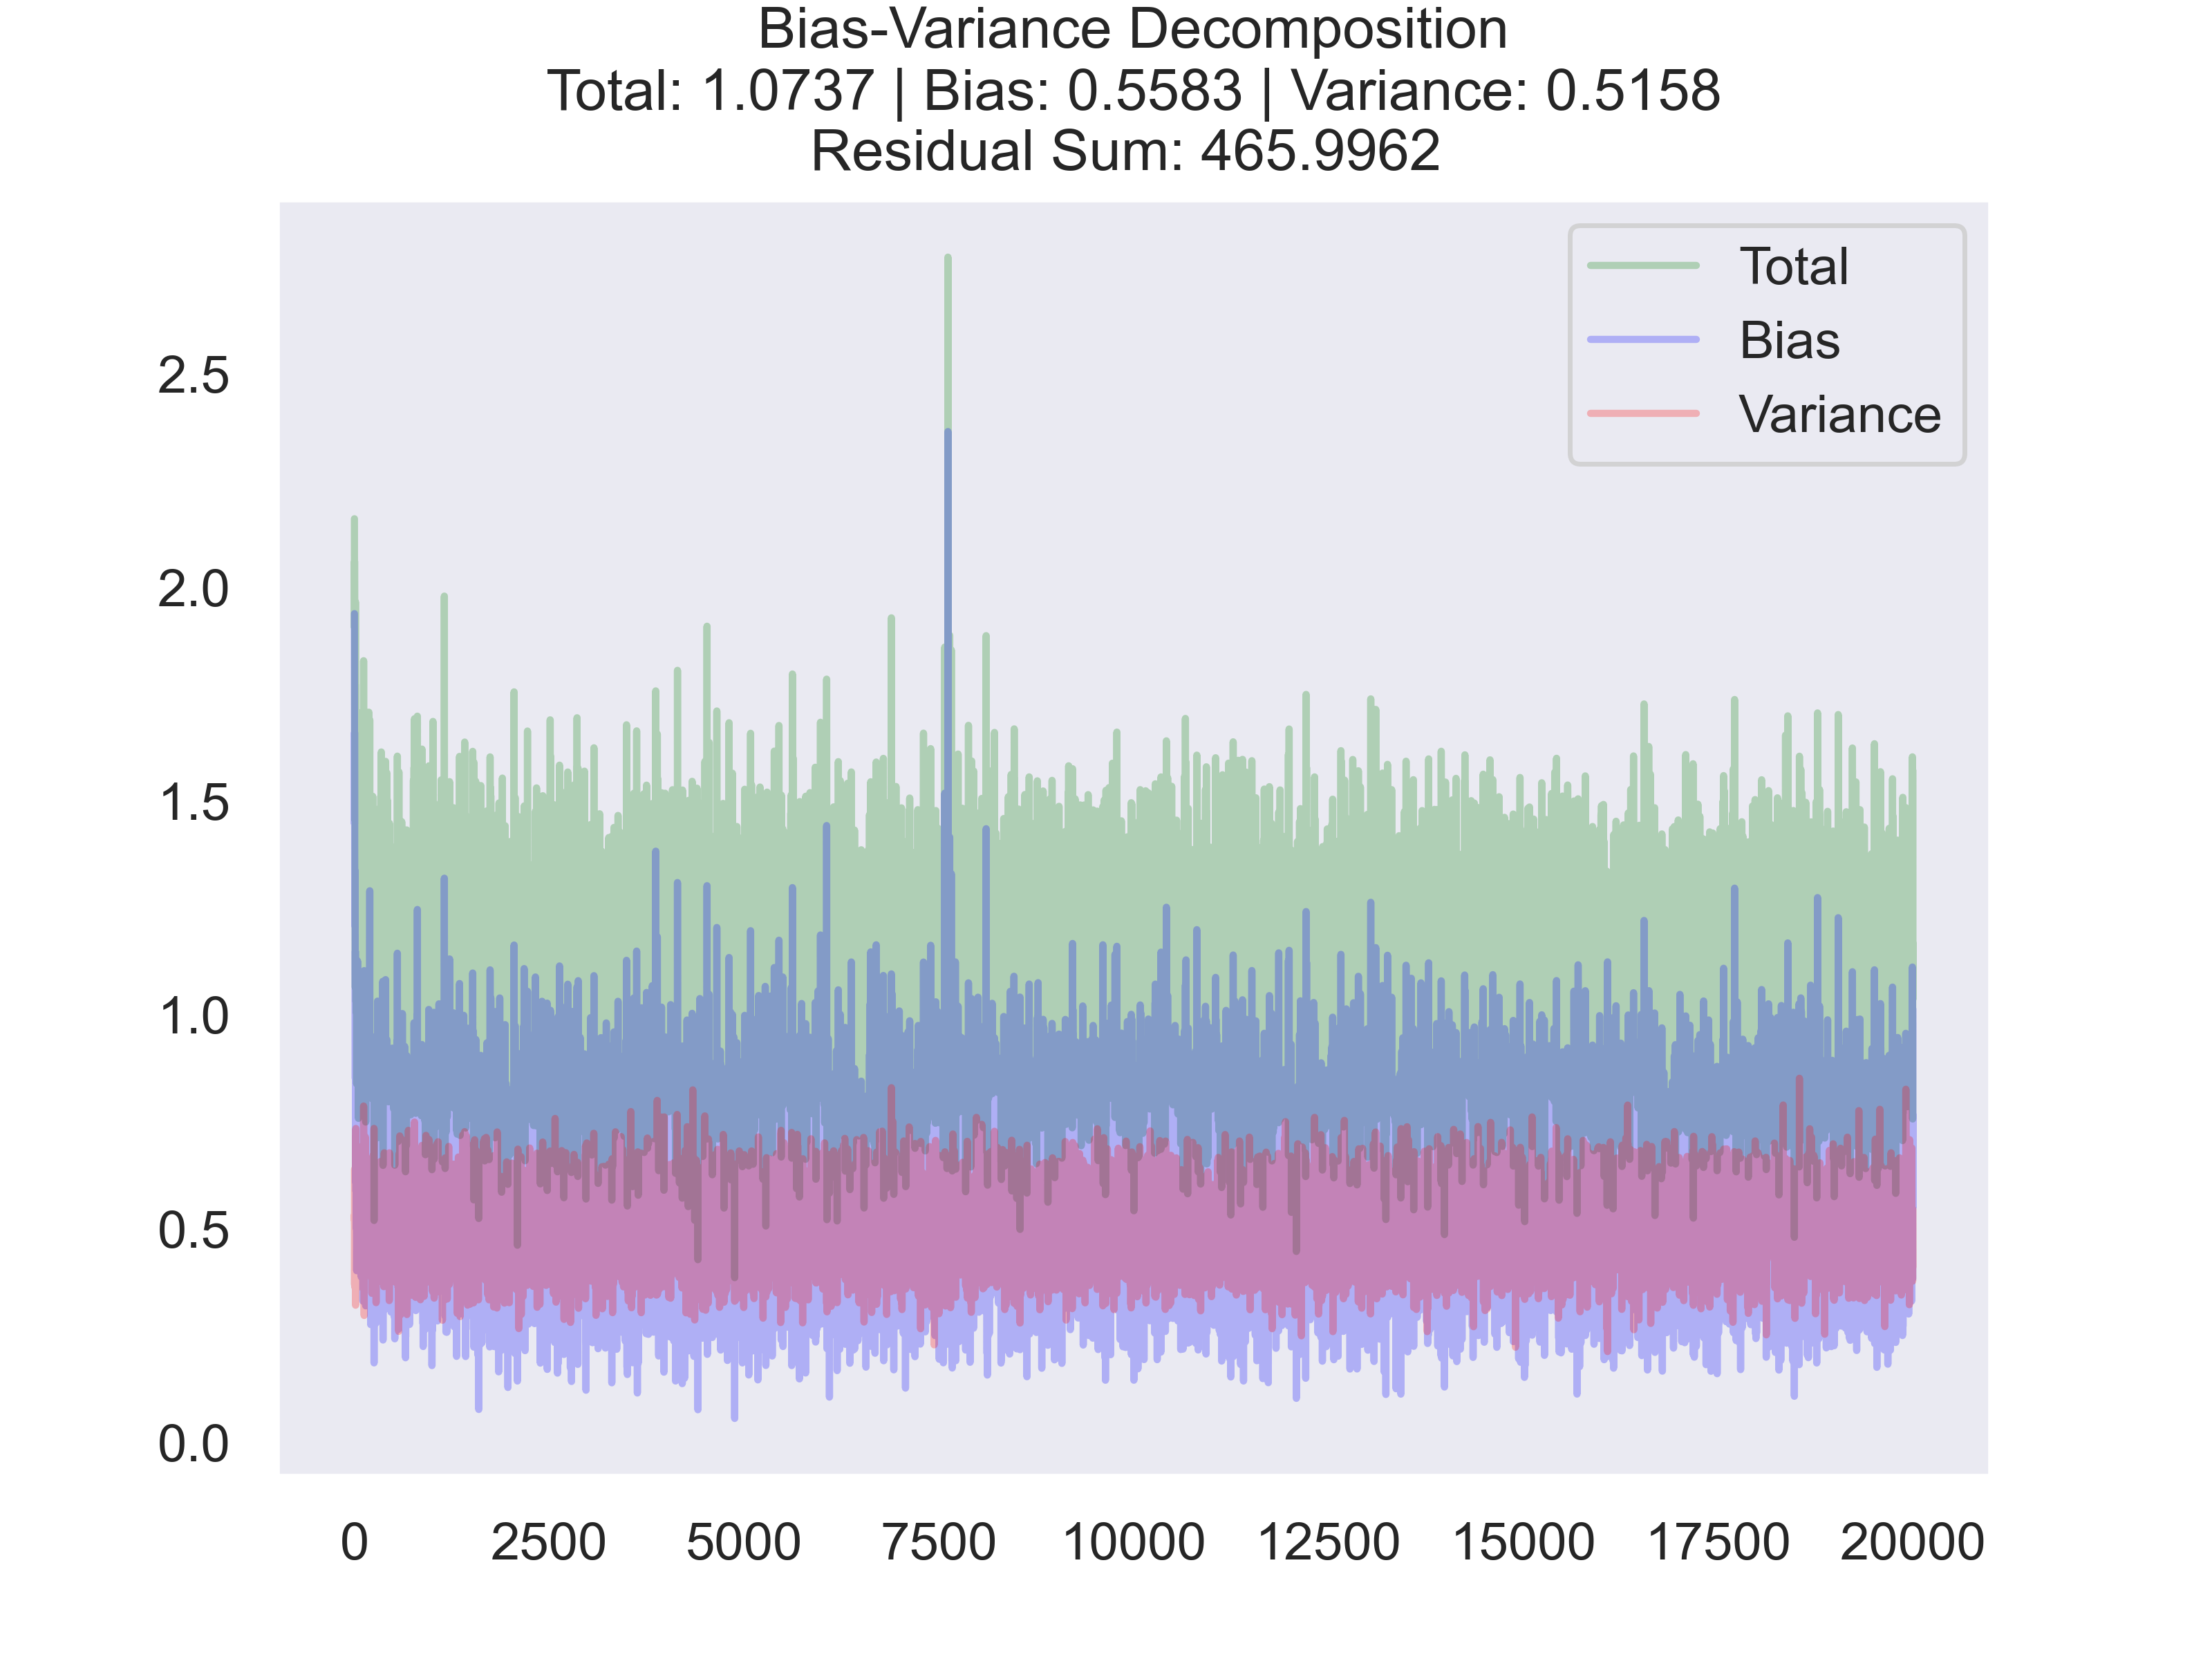 Bias-Variance Decomposition
Total: 1.0737 | Bias: 0.5583 | Variance: 0.5158
Residual Sum: 465.9962
Total
Bias
Variance
2.5
2.0
1.5
1.0
0.5
0.0
0 2500 5000 7500 10000 12500 15000 17500 20000